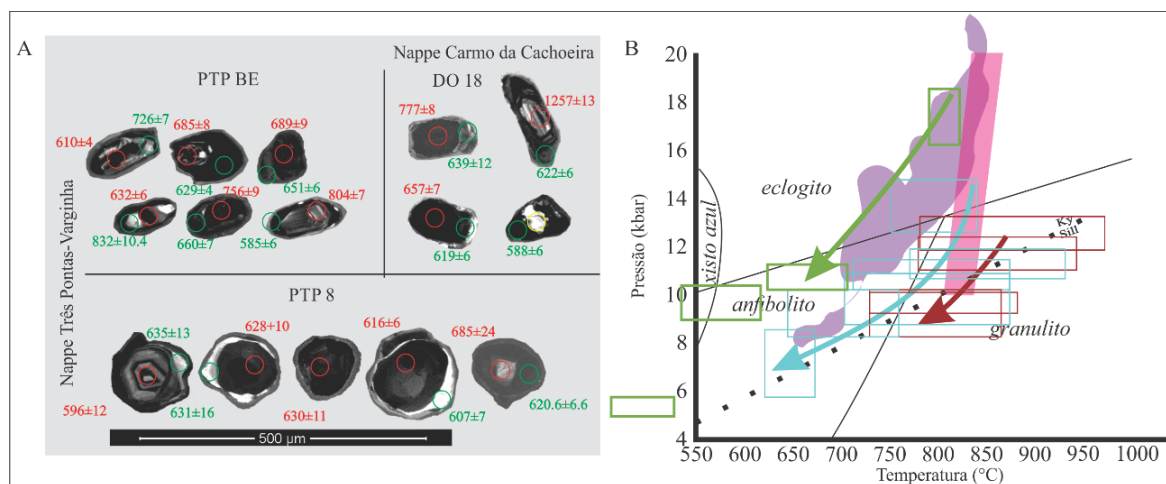 A
Nappe Três Pontas-Varginha
Nappe Carmo da Cachoeira
PTP BE
DO 18
726±7
610±4
685±8
689±9
629±4
651±6
632±6
756±9
804±7
832±10.4
660±7
585±6
777±8
1257±13
639±12
622±6
657±7
619±6
588±6
PTP 8
635±13
628+10
616±6
685±24
596±12
631±16
630±11
607±7
620.6±6.6
500 µm
B
Pressão (kbar)
20
18
16
14
12
10
8
6
4
eclogito
xisto azul
anfibolito
granulito
Ky
Sill
550
600
650
700
750
800
850
900
950
1000
Temperatura (°C)